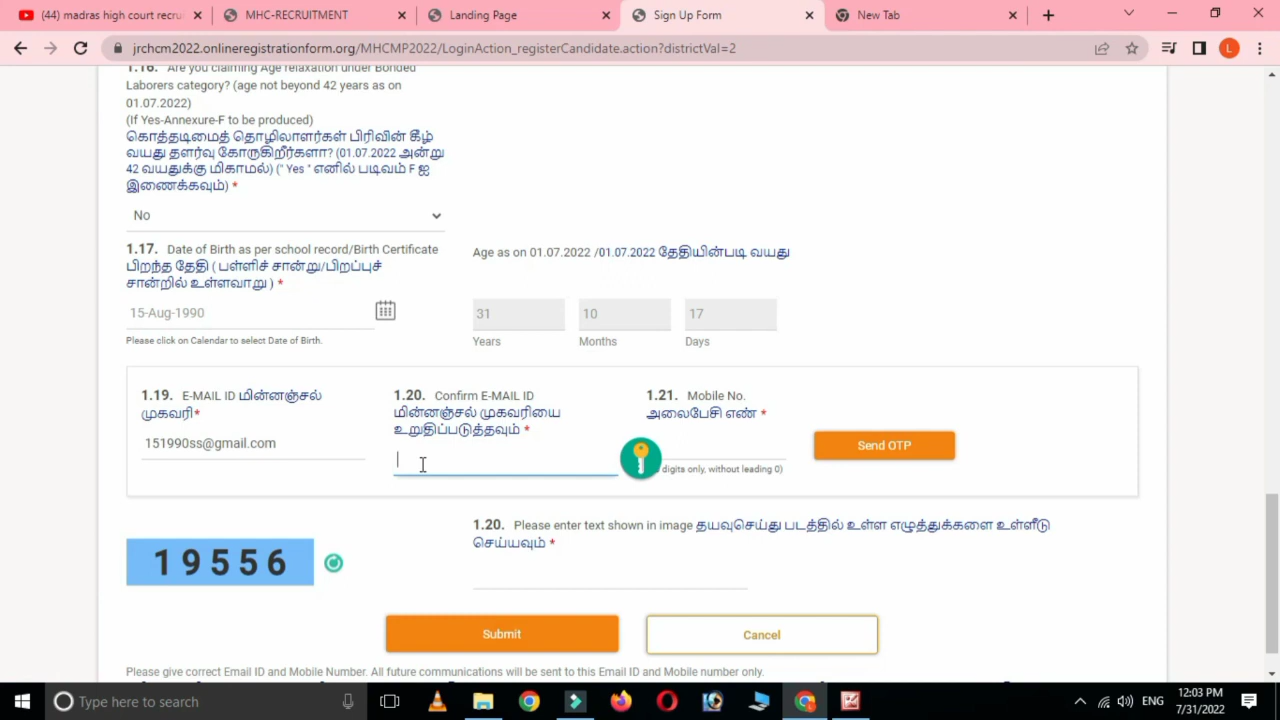 (44) madras high court recru
MHC-RECRUITMENT
Landing Page
Sign Up Form
New Tab
jrchcm2022.onlineregistrationform.org/MHCMP2022/LoginAction_registerCandidate.action?districtVal=2
L
1.16. Are you claiming Age relaxation under Bonded
Laborers category? (age not beyond 42 years as on
01.07.2022)
(If Yes-Annexure-F to be produced)
கொத்தடிமைத் தொழிலாளர்கள் பிரிவின் கீழ்
வயது தளர்வு கோருகிறீர்களா? (01.07.2022 அன்று
42 வயதுக்கு மிகாமல்) (" Yes " எனில் படிவம் F ஐ
இணைக்கவும்) *
No
1.17. Date of Birth as per school record/Birth Certificate
பிறந்த தேதி ( பள்ளிச் சான்று/பிறப்புச்
சான்றில் உள்ளவாறு ) *
Age as on 01.07.2022 /01.07.2022 தேதியின்படி வயது
15-Aug-1990
31
10
17
Please click on Calendar to select Date of Birth.
Years
Months
Days
1.19. E-MAIL ID மின்னஞ்சல்
முகவரி*
151990ss@gmail.com
1.20. Confirm E-MAIL ID
மின்னஞ்சல் முகவரியை
உறுதிப்படுத்தவும் *
1.21. Mobile No.
அலைபேசி எண் *
digits only, without leading 0)
Send OTP
19556
1.20. Please enter text shown in image தயவுசெய்து படத்தில் உள்ள எழுத்துக்களை உள்ளீடு
செய்யவும் *
Submit
Cancel
Please give correct Email ID and Mobile Number. All future communications will be sent to this Email ID and Mobile number only.
Type here to search
ENG
12:03 PM
7/31/2022